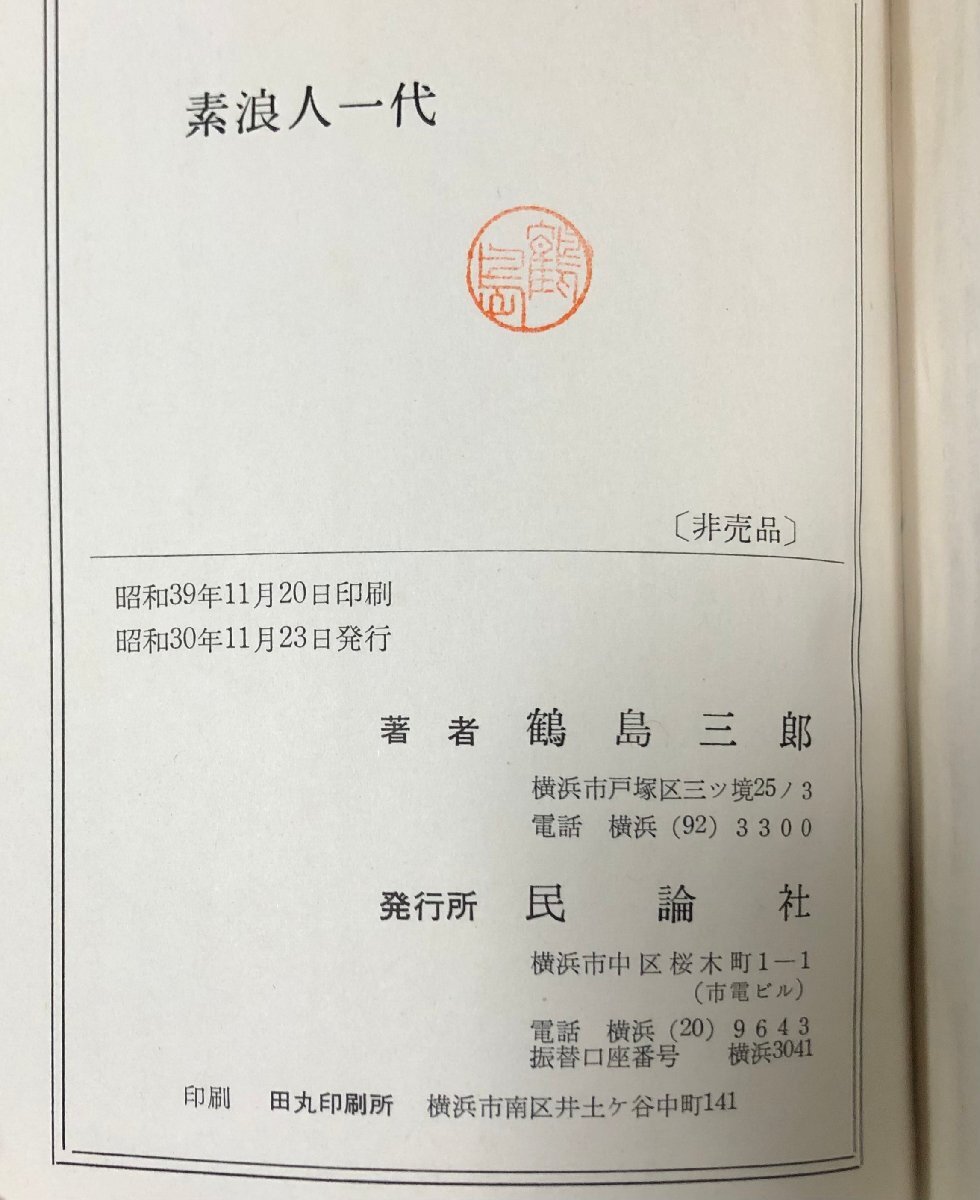 素浪人一代
鶴島
〔非売品〕
昭和39年11月20日印刷
昭和30年11月23日発行
著者 鶴島三郎
横浜市戸塚区三ツ境25ノ3
電話 横浜(92)3300
発行所 民論社
横浜市中区桜木町1―1
(市電ビル)
電話 横浜(20)9643
振替口座番号 横浜3041
印刷 田丸印刷所 横浜市南区井土ケ谷中町141